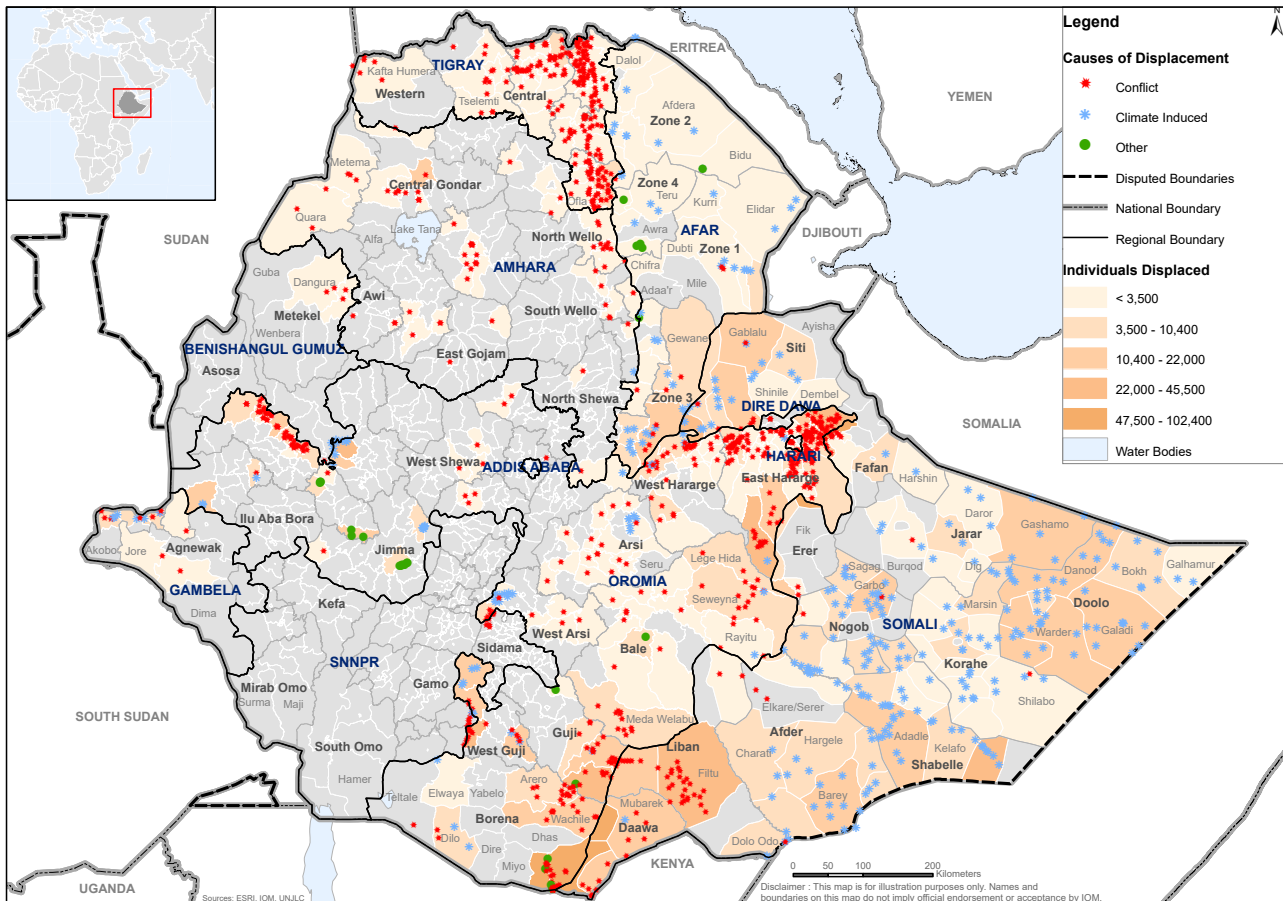 Legend
N
Causes of Displacement
Conflict
Climate Induced
Other
Disputed Boundaries
National Boundary
Regional Boundary
Individuals Displaced
< 3,500
3,500 - 10,400
10,400 - 22,000
22,000 - 45,500
47,500 - 102,400
Water Bodies
ERITREA
YEMEN
SUDAN
DJIBOUTI
SOMALIA
SOUTH SUDAN
UGANDA
KENYA
TIGRAY
Kafta Humera
Western
Tselemti
Central
Dalol
Afdera
Zone 2
Bidu
Metema
Central Gondar
Zone 4
Teru
Kurri
Elidar
Ofla
Quara
Lake Tana
Alfa
North Wello
Awra
AFAR
Dubti
Zone 1
AMHARA
Chifra
Guba
Dangura
Awi
Adaa'r
Mile
Metekel
South Wello
Wenbera
BENISHANGUL GUMUZ
East Gojam
Gewane
Gablalu
Ayisha
Siti
Asosa
North Shewa
Zone 3
Shinile
Dembel
DIRE DAWA
West Shewa
ADDIS ABABA
HARARI
West Hararge
East Hararge
Fafan
Harshin
Ilu Aba Bora
Daror
Akobo
Jore
Agnewak
Jimma
Arsi
Fik
Erer
Jarar
Gashamo
Seru
Lege Hida
Sagag
Burqod
Dig
Danod
Bokh
Galhamur
GAMBELA
OROMIA
Garbo
Dima
Kefa
Seweyna
Marsin
Doolo
West Arsi
Nogob
SOMALI
Warder
Galadi
Sidama
Bale
Rayitu
SNNPR
Korahe
Mirab Omo
Gamo
Shilabo
Surma
Maji
Elkare/Serer
Meda Welabu
South Omo
West Guji
Guji
Liban
Afder
Hargele
Adadle
Kelafo
Charati
Shabelle
Hamer
Teltale
Elwaya
Yabelo
Arero
Filtu
Barey
Borena
Wachile
Mubarek
Daawa
Dilo
Dire
Dhas
Miyo
Dolo Odo
0 50 100 200
Kilometers
Sources: ESRI, IOM, UNJLC
Disclaimer : This map is for illustration purposes only. Names and
boundaries on this map do not imply official endorsement or acceptance by IOM.